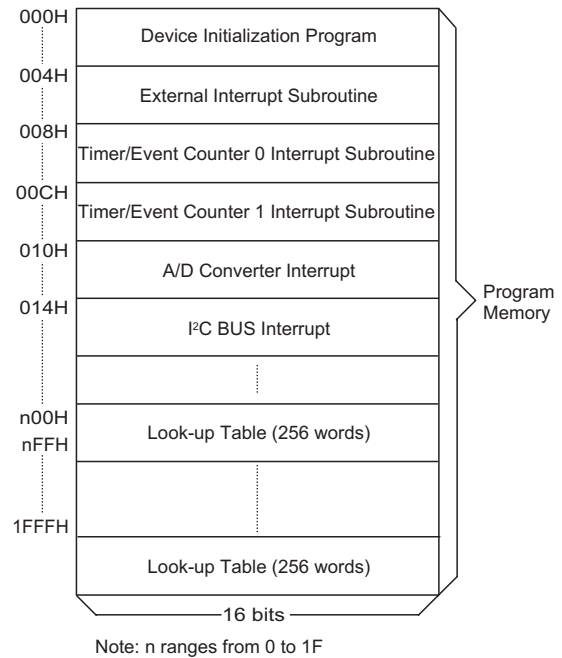 000H
Device Initialization Program
004H
External Interrupt Subroutine
008H
Timer/Event Counter 0 Interrupt Subroutine
00CH
Timer/Event Counter 1 Interrupt Subroutine
010H
A/D Converter Interrupt
014H
I²C BUS Interrupt
Program
Memory
n00H
nFFH
Look-up Table (256 words)
1FFFH
Look-up Table (256 words)
16 bits
Note: n ranges from 0 to 1F